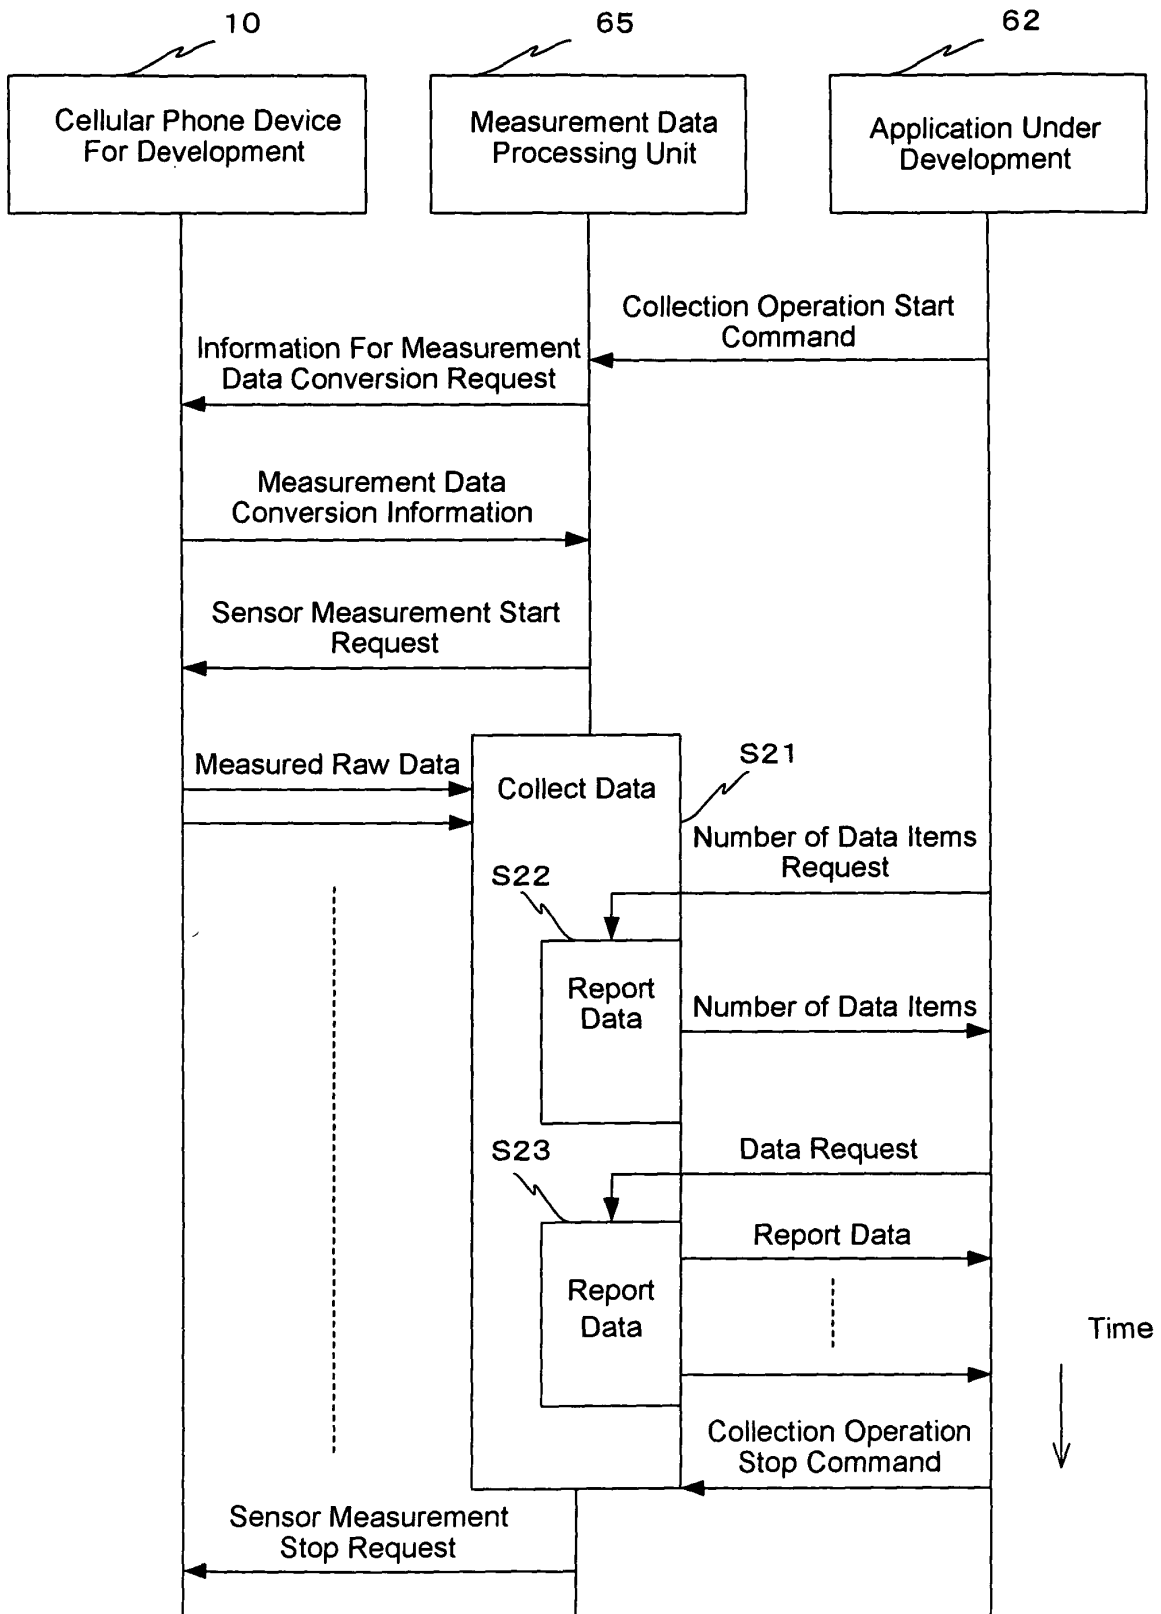 10
65
62
Cellular Phone Device
For Development
Measurement Data
Processing Unit
Application Under
Development
Collection Operation Start
Command
Information For Measurement
Data Conversion Request
Measurement Data
Conversion Information
Sensor Measurement Start
Request
Measured Raw Data
Collect Data
S21
Number of Data Items
Request
S22
Report
Data
Number of Data Items
Data Request
S23
Report Data
Report
Data
Time
Collection Operation
Stop Command
Sensor Measurement
Stop Request